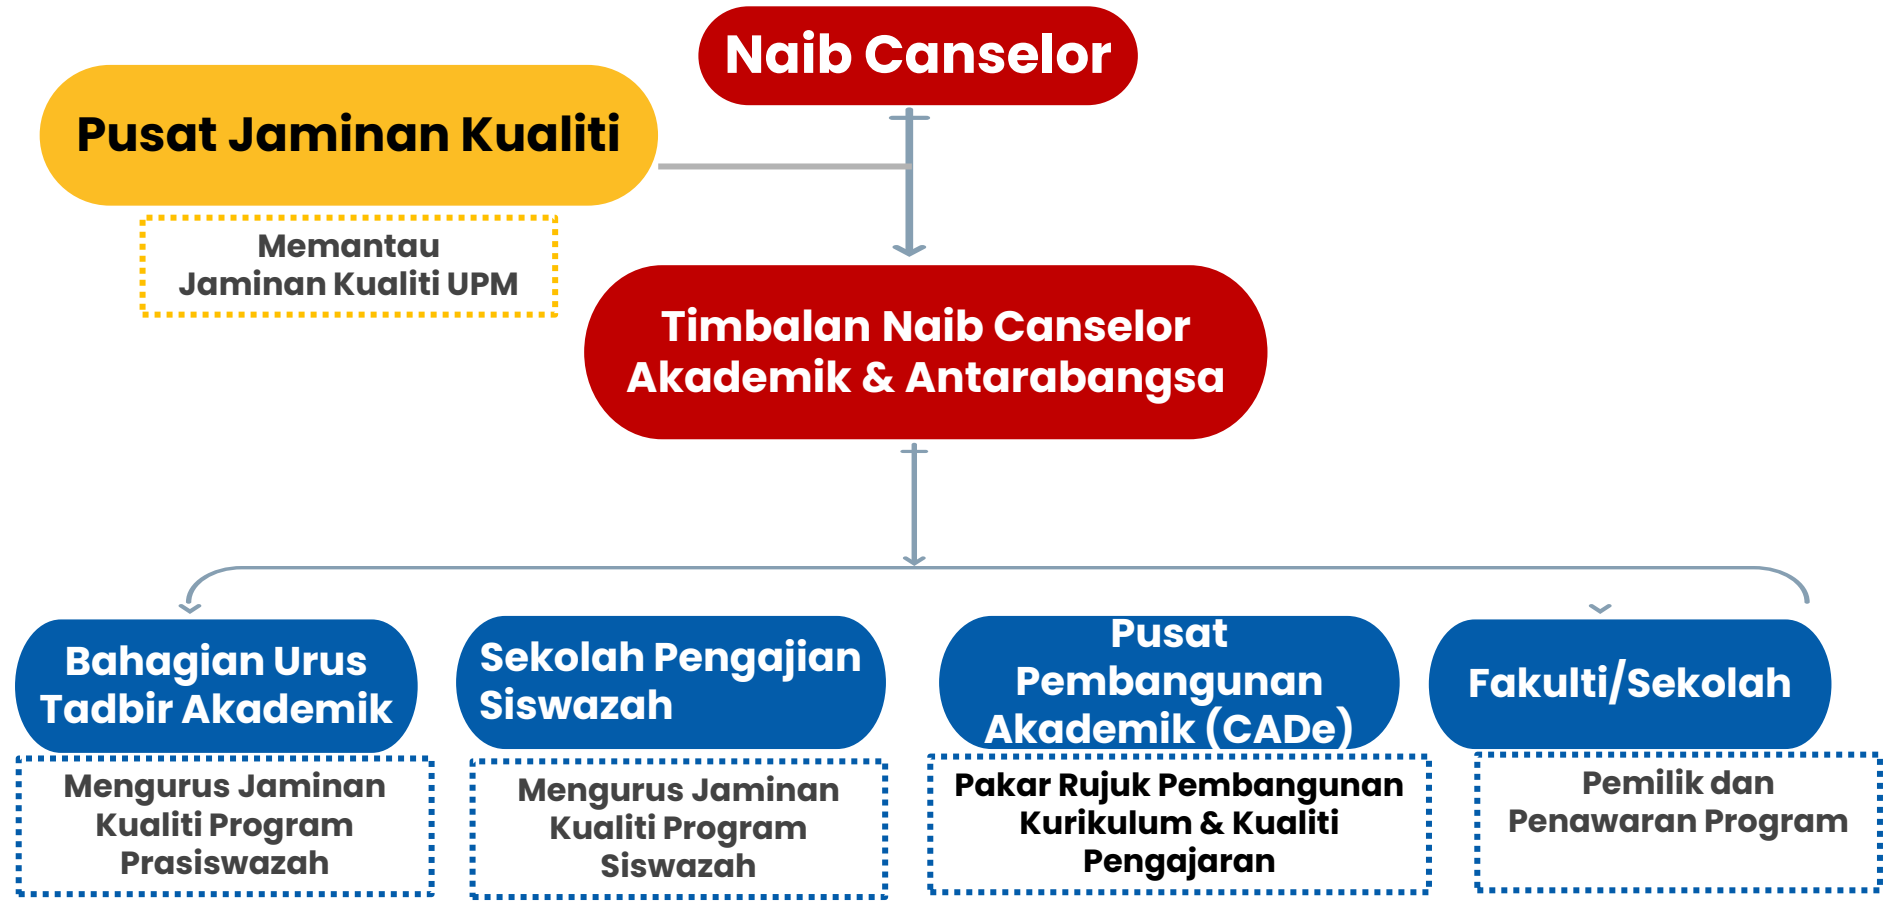 Naib Canselor
Pusat Jaminan Kualiti
Memantau
Jaminan Kualiti UPM
Timbalan Naib Canselor
Akademik & Antarabangsa
Bahagian Urus
Tadbir Akademik
Mengurus Jaminan
Kualiti Program
Prasiswazah
Sekolah Pengajian
Siswazah
Mengurus Jaminan
Kualiti Program
Siswazah
Pusat
Pembangunan
Akademik (CADe)
Pakar Rujuk Pembangunan
Kurikulum & Kualiti
Pengajaran
Fakulti/Sekolah
Pemilik dan
Penawaran Program